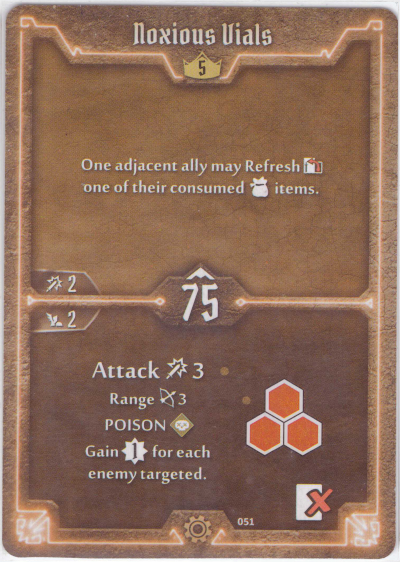 Noxious Vials
5
One adjacent ally may Refresh
one of their consumed items.
2
75
2
Attack 3
Range 3
POISON
Gain 1 for each
enemy targeted.
051